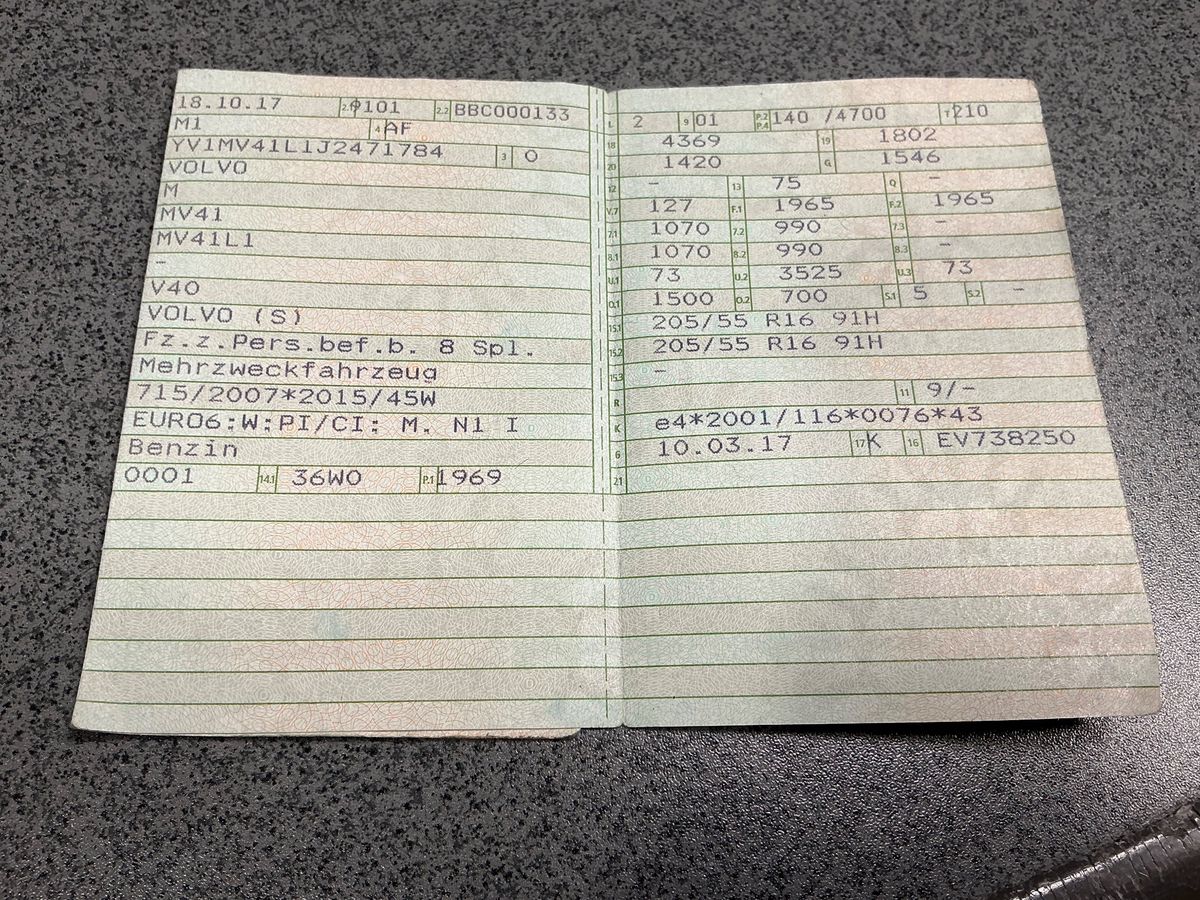 18.10.17 2.1 9101 2.2 BBC000133
M1 4 AF
YV1MV41L1J2471784 3 0
VOLVO
M
MV41
MV41L1
-
V40
VOLVO (S)
Fz.z.Pers.bef.b. 8 Spl.
Mehrzweckfahrzeug
715/2007*2015/45W
EURO6:W:PI/CI: M. N1 I
Benzin
0001 14.1 36W0 P.1 1969
L 2 9 01 P.2 P.4 140 /4700 T 210
18 4369 19 1802
20 1420 G 1546
12 - 13 75 Q -
V.7 127 F.1 1965 F.2 1965
7.1 1070 7.2 990 7.3 -
8.1 1070 8.2 990 8.3 -
U.1 73 U.2 3525 U.3 73
O.1 1500 O.2 700 S.1 5 S.2 -
15.1 205/55 R16 91H
15.2 205/55 R16 91H
15.3 -
R 11 9/-
K e4*2001/116*0076*43
6 10.03.17 17 K 16 EV738250
21